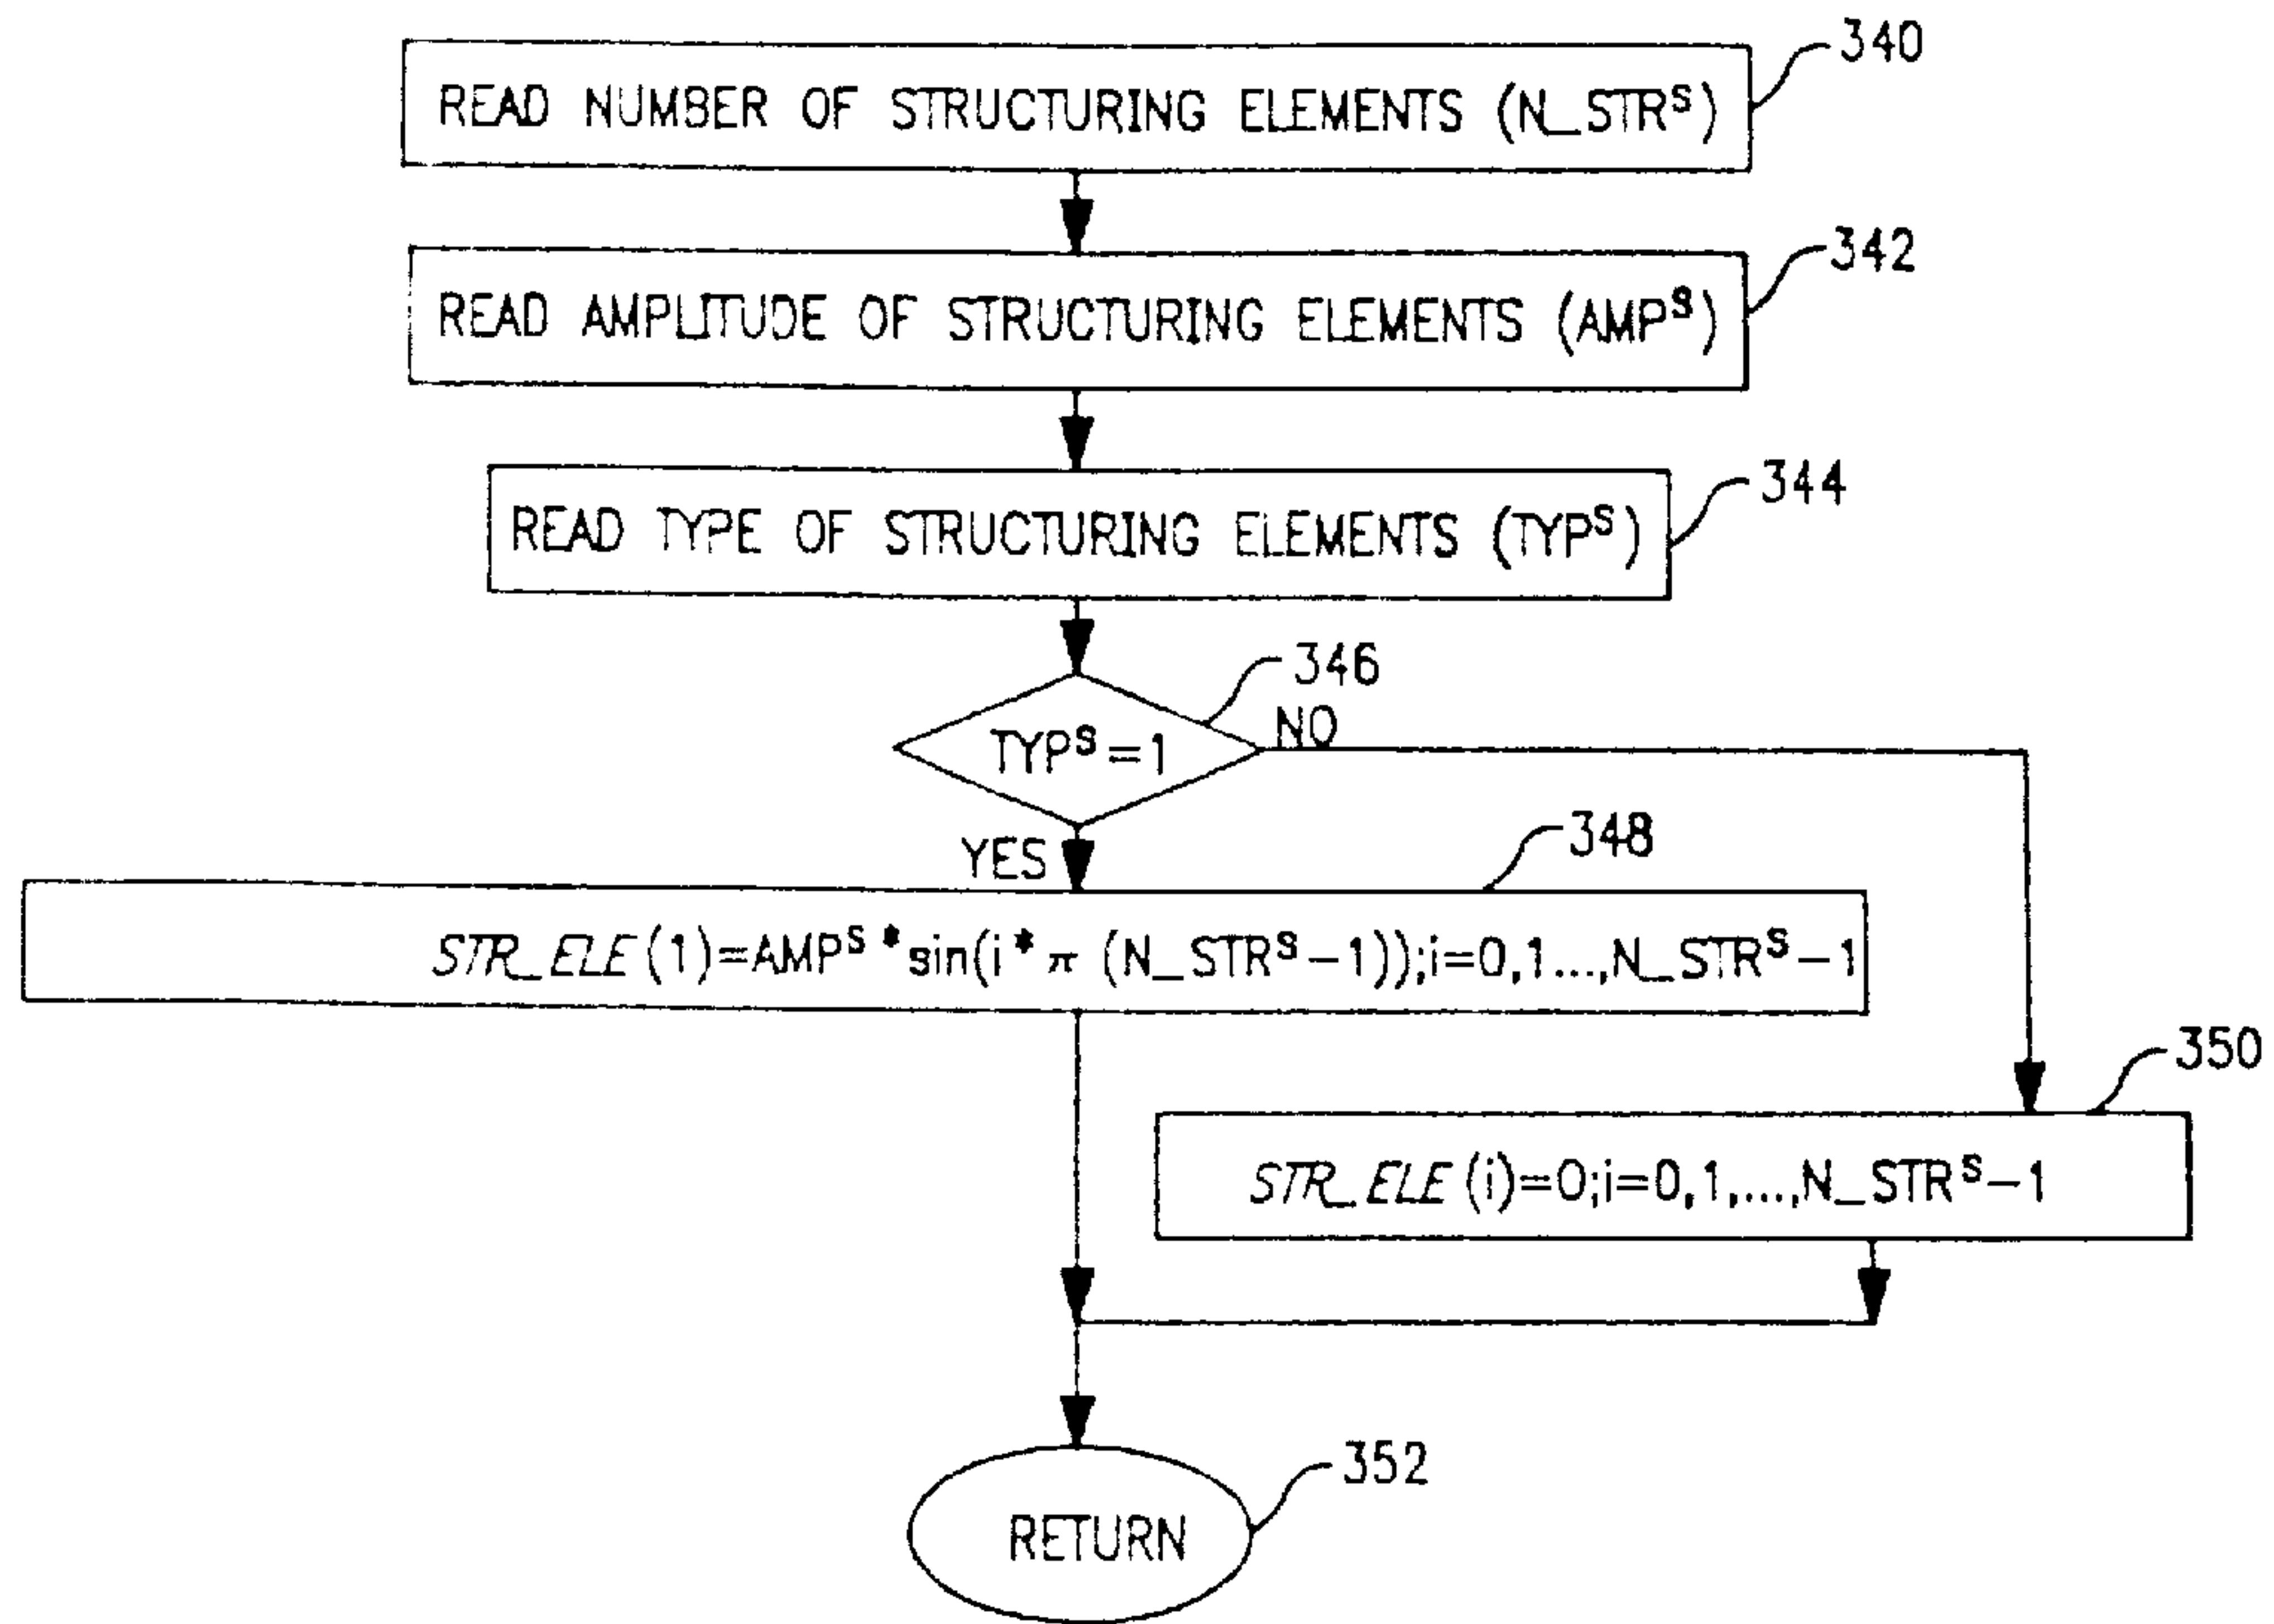 340
READ NUMBER OF STRUCTURING ELEMENTS (N_STRˢ)
342
READ AMPLITUDE OF STRUCTURING ELEMENTS (AMPˢ)
344
READ TYPE OF STRUCTURING ELEMENTS (TYPˢ)
346
TYPˢ=1
NO
YES
348
STR_ELE(1)=AMPˢ*sin(i*π (N_STRˢ-1));i=0,1...,N_STRˢ-1
350
STR_ELE(i)=0;i=0,1,...,N_STRˢ-1
352
RETURN